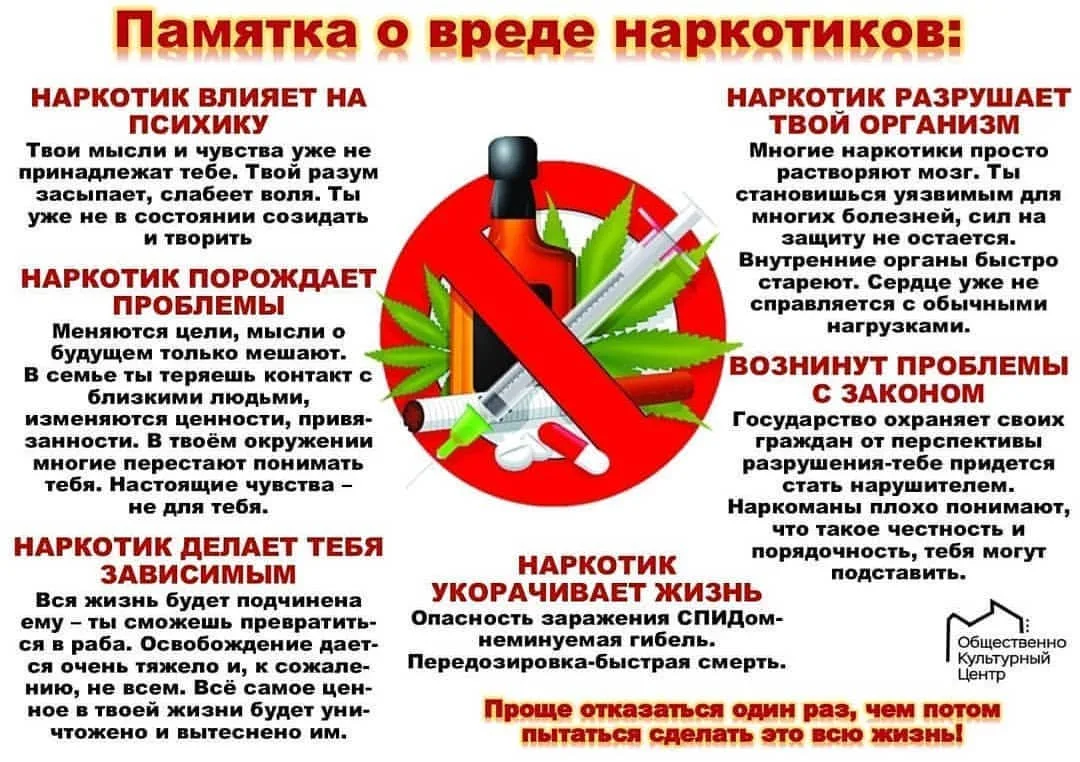 Памятка о вреде наркотиков:
НАРКОТИК ВЛИЯЕТ НА
ПСИХИКУ
Твои мысли и чувства уже не
принадлежат тебе. Твой разум
засыпает, слабеет воля. Ты
уже не в состоянии созидать
и творить
НАРКОТИК ПОРОЖДАЕТ
ПРОБЛЕМЫ
Меняются цели, мысли о
будущем только мешают.
В семье ты теряешь контакт с
близкими людьми,
изменяются ценности, привя-
занности. В твоём окружении
многие перестают понимать
тебя. Настоящие чувства –
не для тебя.
НАРКОТИК ДЕЛАЕТ ТЕБЯ
ЗАВИСИМЫМ
Вся жизнь будет подчинена
ему – ты сможешь превратить-
ся в раба. Освобождение дает-
ся очень тяжело и, к сожале-
нию, не всем. Всё самое цен-
ное в твоей жизни будет уни-
чтожено и вытеснено им.
НАРКОТИК
УКОРАЧИВАЕТ ЖИЗНЬ
Опасность заражения СПИДом-
неминуемая гибель.
Передозировка-быстрая смерть.
НАРКОТИК РАЗРУШАЕТ
ТВОЙ ОРГАНИЗМ
Многие наркотики просто
растворяют мозг. Ты
становишься уязвимым для
многих болезней, сил на
защиту не остается.
Внутренние органы быстро
стареют. Сердце уже не
справляется с обычными
нагрузками.
ВОЗНИНУТ ПРОБЛЕМЫ
С ЗАКОНОМ
Государство охраняет своих
граждан от перспективы
разрушения-тебе придется
стать нарушителем.
Наркоманы плохо понимают,
что такое честность и
порядочность, тебя могут
подставить.
Общественно
Культурный
Центр
Проще отказаться один раз, чем потом
пытаться сделать это всю жизнь!